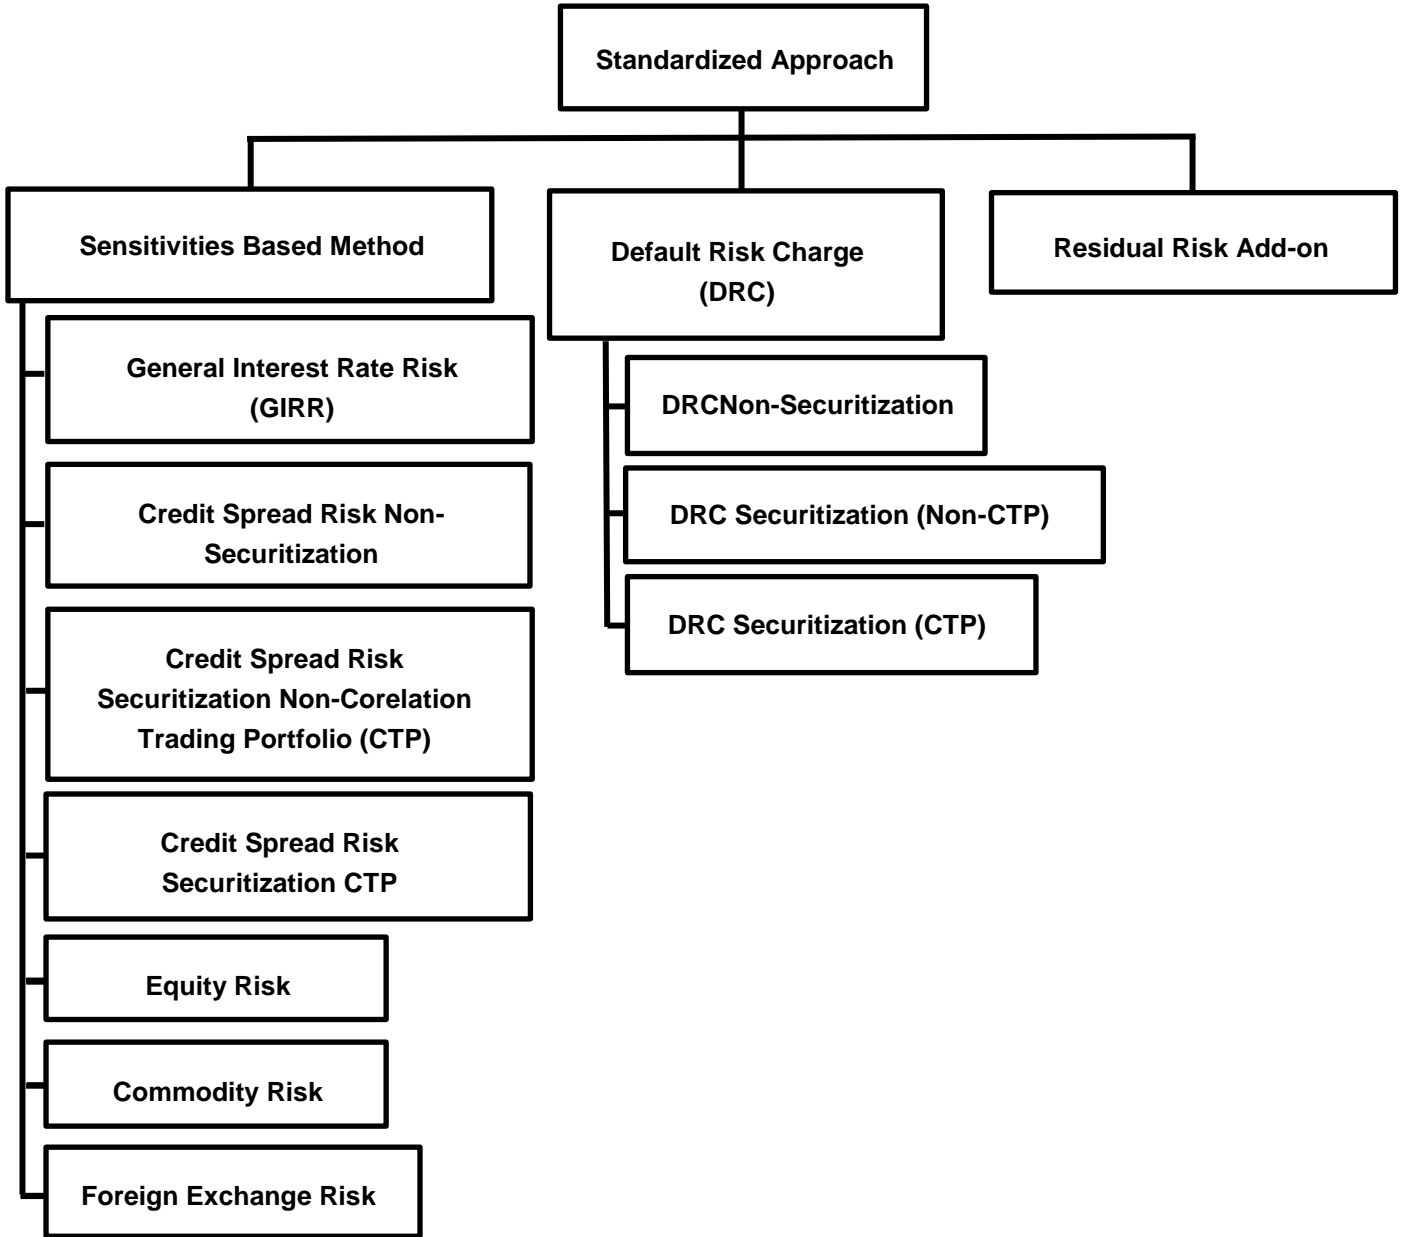 Standardized Approach
Sensitivities Based Method
Default Risk Charge
(DRC)
Residual Risk Add-on
General Interest Rate Risk
(GIRR)
Credit Spread Risk Non-
Securitization
Credit Spread Risk
Securitization Non-Corelation
Trading Portfolio (CTP)
Credit Spread Risk
Securitization CTP
Equity Risk
Commodity Risk
Foreign Exchange Risk
DRCNon-Securitization
DRC Securitization (Non-CTP)
DRC Securitization (CTP)